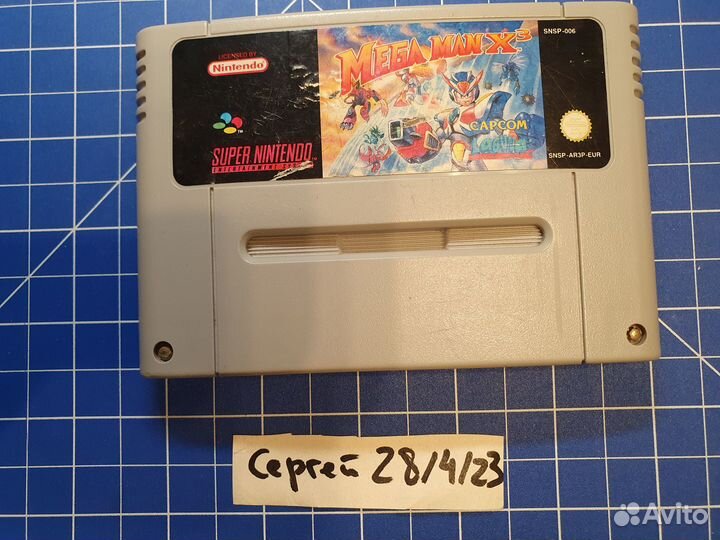 LICENSED BY
Nintendo
SUPER NINTENDO
ENTERTAINMENT SYSTEM
MEGA MAN X3
CAPCOM
SNSP-006
SNSP-AR3P-EUR
Сергей 28/4/23
Avito